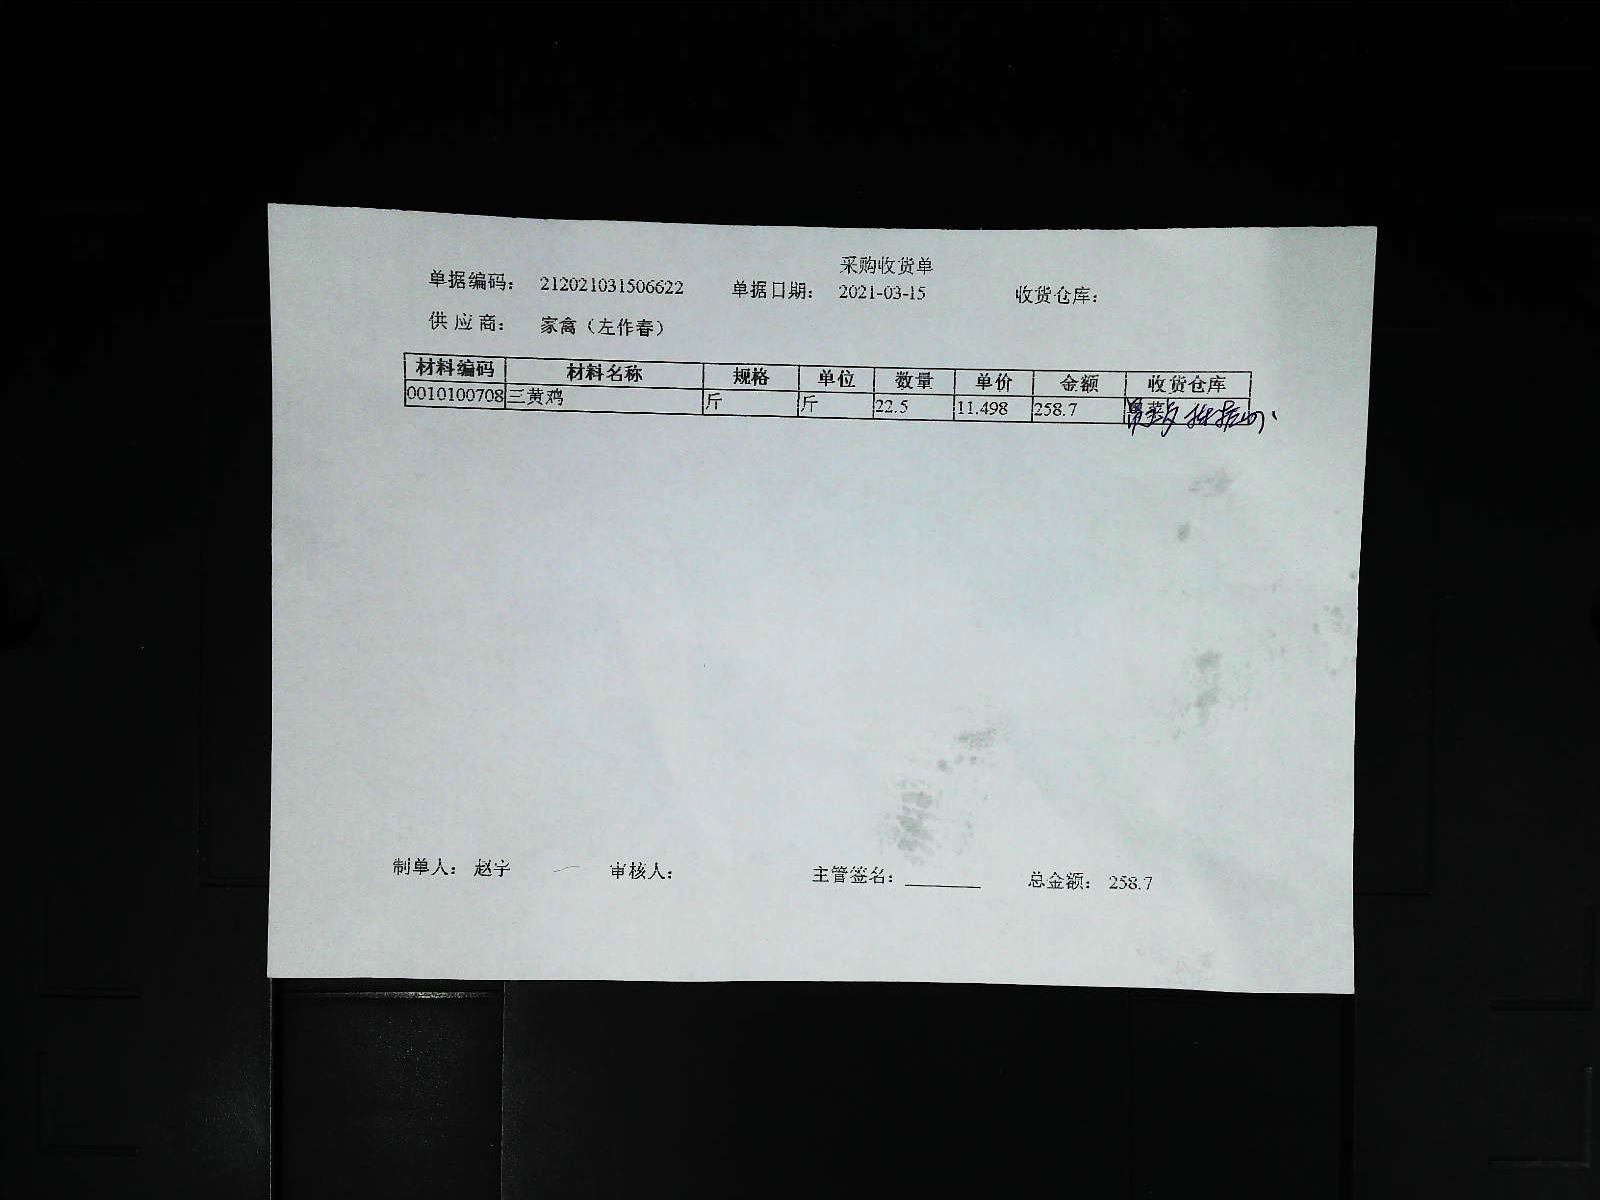 采购收货单
单据编码： 212021031506622 单据日期： 2021-03-15 收货仓库：
供 应 商： 家禽（左作春）
材料编码 材料名称 规格 单位 数量 单价 金额 收货仓库
0010100708 三黄鸡 斤 斤 22.5 11.498 258.7
制单人： 赵宇 审核人： 主管签名： 总金额： 258.7